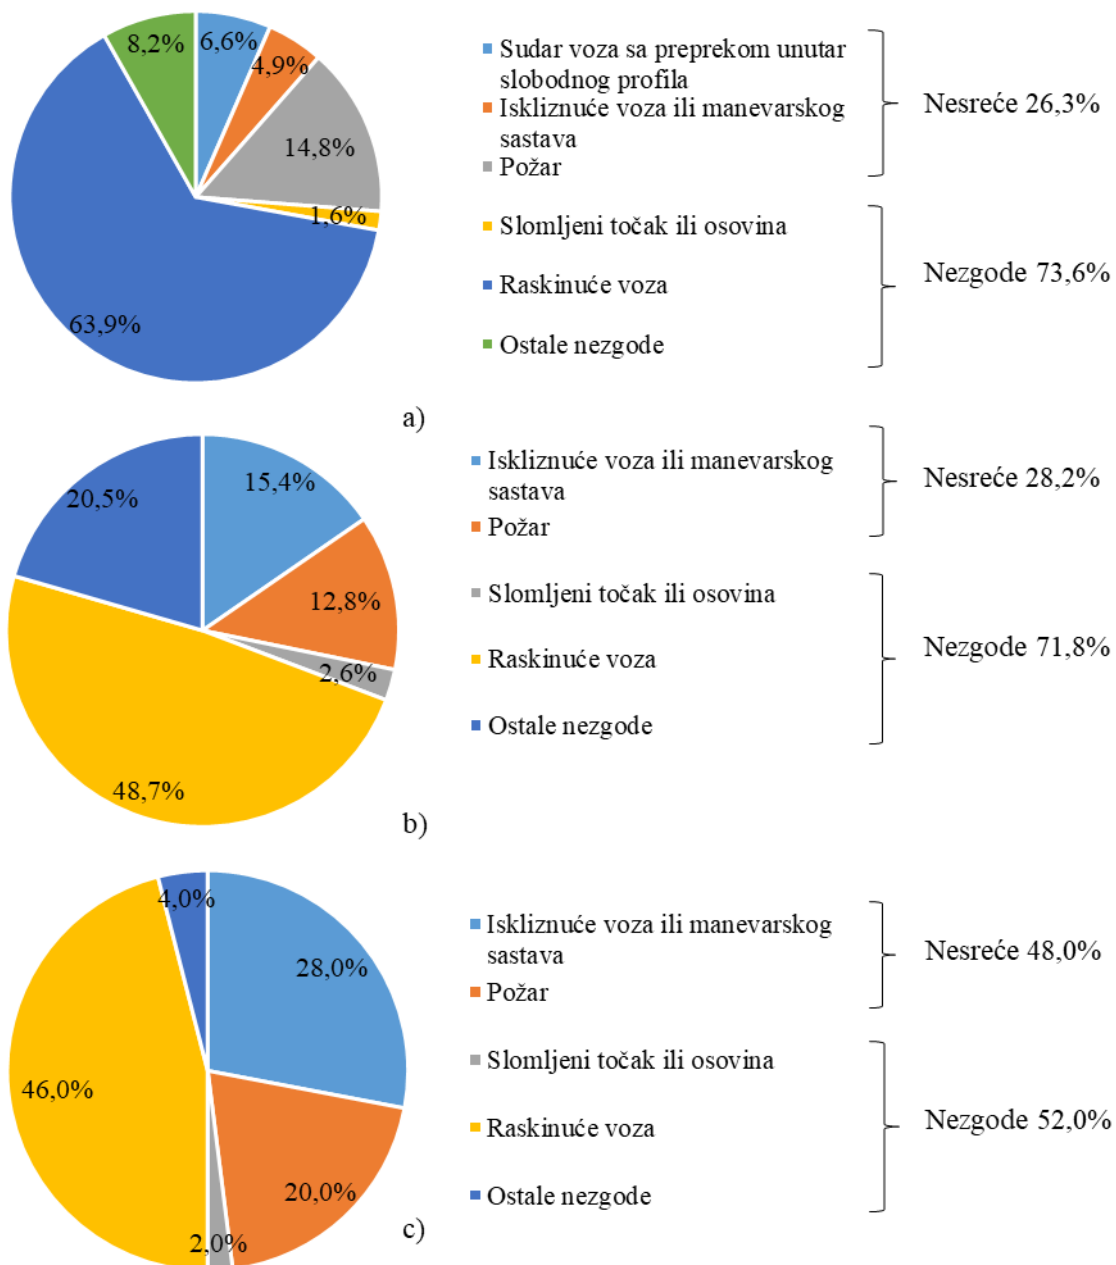 8,2%
6,6%
4,9%
14,8%
1,6%
63,9%
Sudar voza sa preprekom unutar
slobodnog profila
Iskliznuće voza ili manevarskog
sastava
Požar
Nesreće 26,3%
Slomljeni točak ili osovina
Raskinuće voza
Ostale nezgode
Nezgode 73,6%
a)
20,5%
15,4%
12,8%
2,6%
48,7%
Iskliznuće voza ili manevarskog
sastava
Požar
Nesreće 28,2%
Slomljeni točak ili osovina
Raskinuće voza
Ostale nezgode
Nezgode 71,8%
b)
4,0%
28,0%
46,0%
20,0%
2,0%
Iskliznuće voza ili manevarskog
sastava
Požar
Nesreće 48,0%
Slomljeni točak ili osovina
Raskinuće voza
Ostale nezgode
Nezgode 52,0%
c)